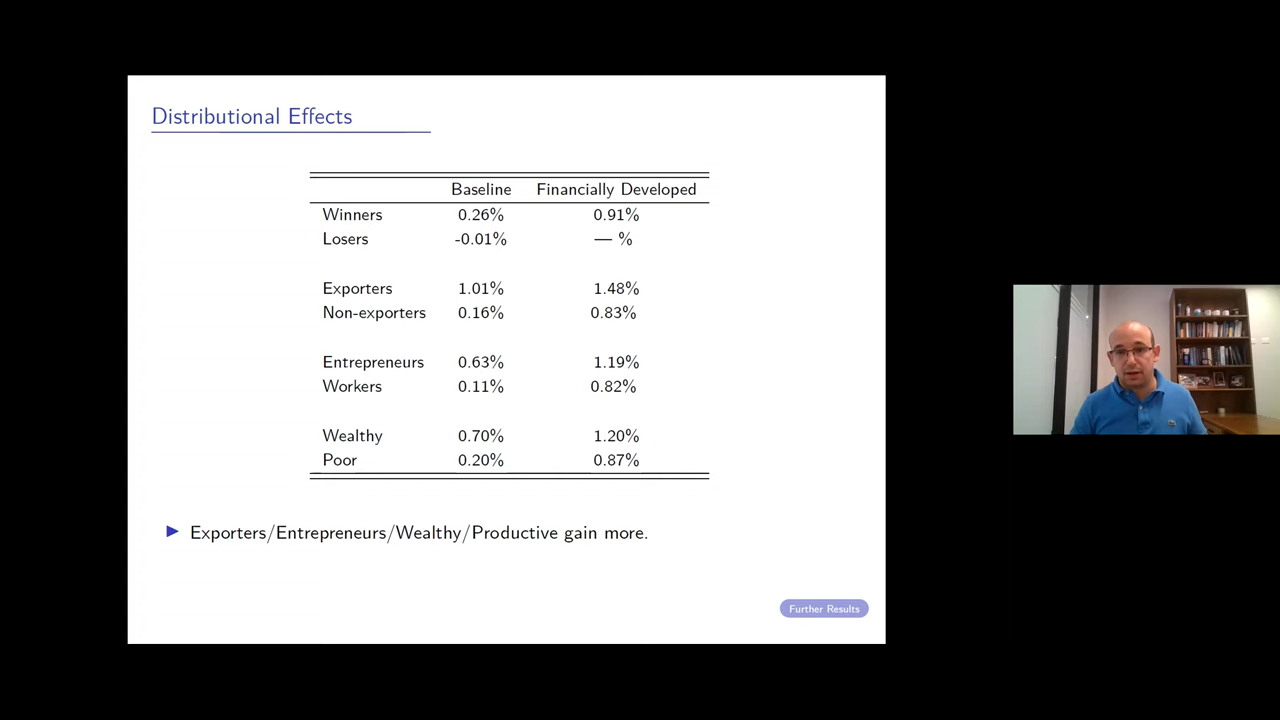 Distributional Effects
Baseline Financially Developed
Winners 0.26% 0.91%
Losers -0.01% — %
Exporters 1.01% 1.48%
Non-exporters 0.16% 0.83%
Entrepreneurs 0.63% 1.19%
Workers 0.11% 0.82%
Wealthy 0.70% 1.20%
Poor 0.20% 0.87%
▶ Exporters/Entrepreneurs/Wealthy/Productive gain more.
Further Results